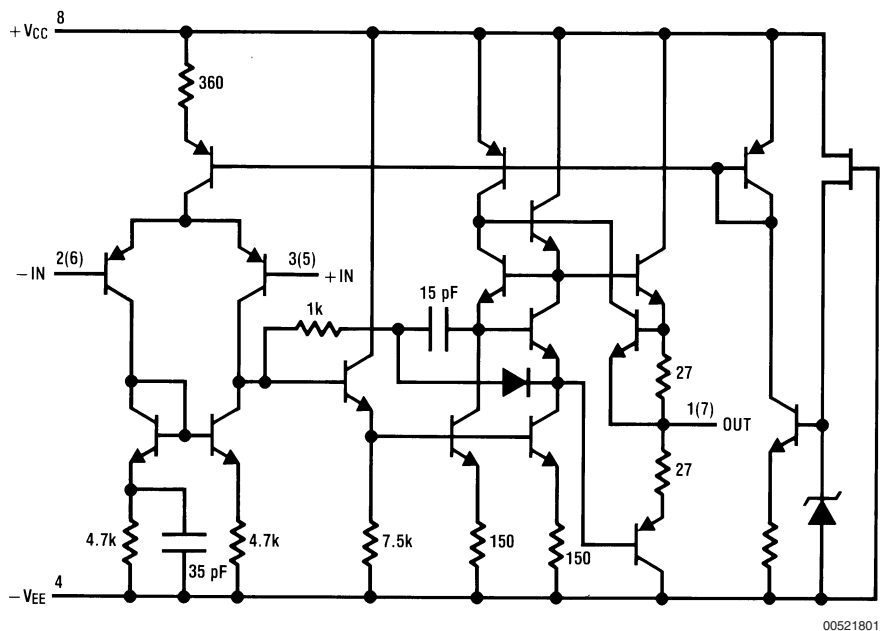 8
+VCC
360
2(6)
−IN
3(5)
+IN
1k
15 pF
27
1(7)
OUT
27
4.7k
35 pF
4.7k
7.5k
150
150
4
−VEE
00521801